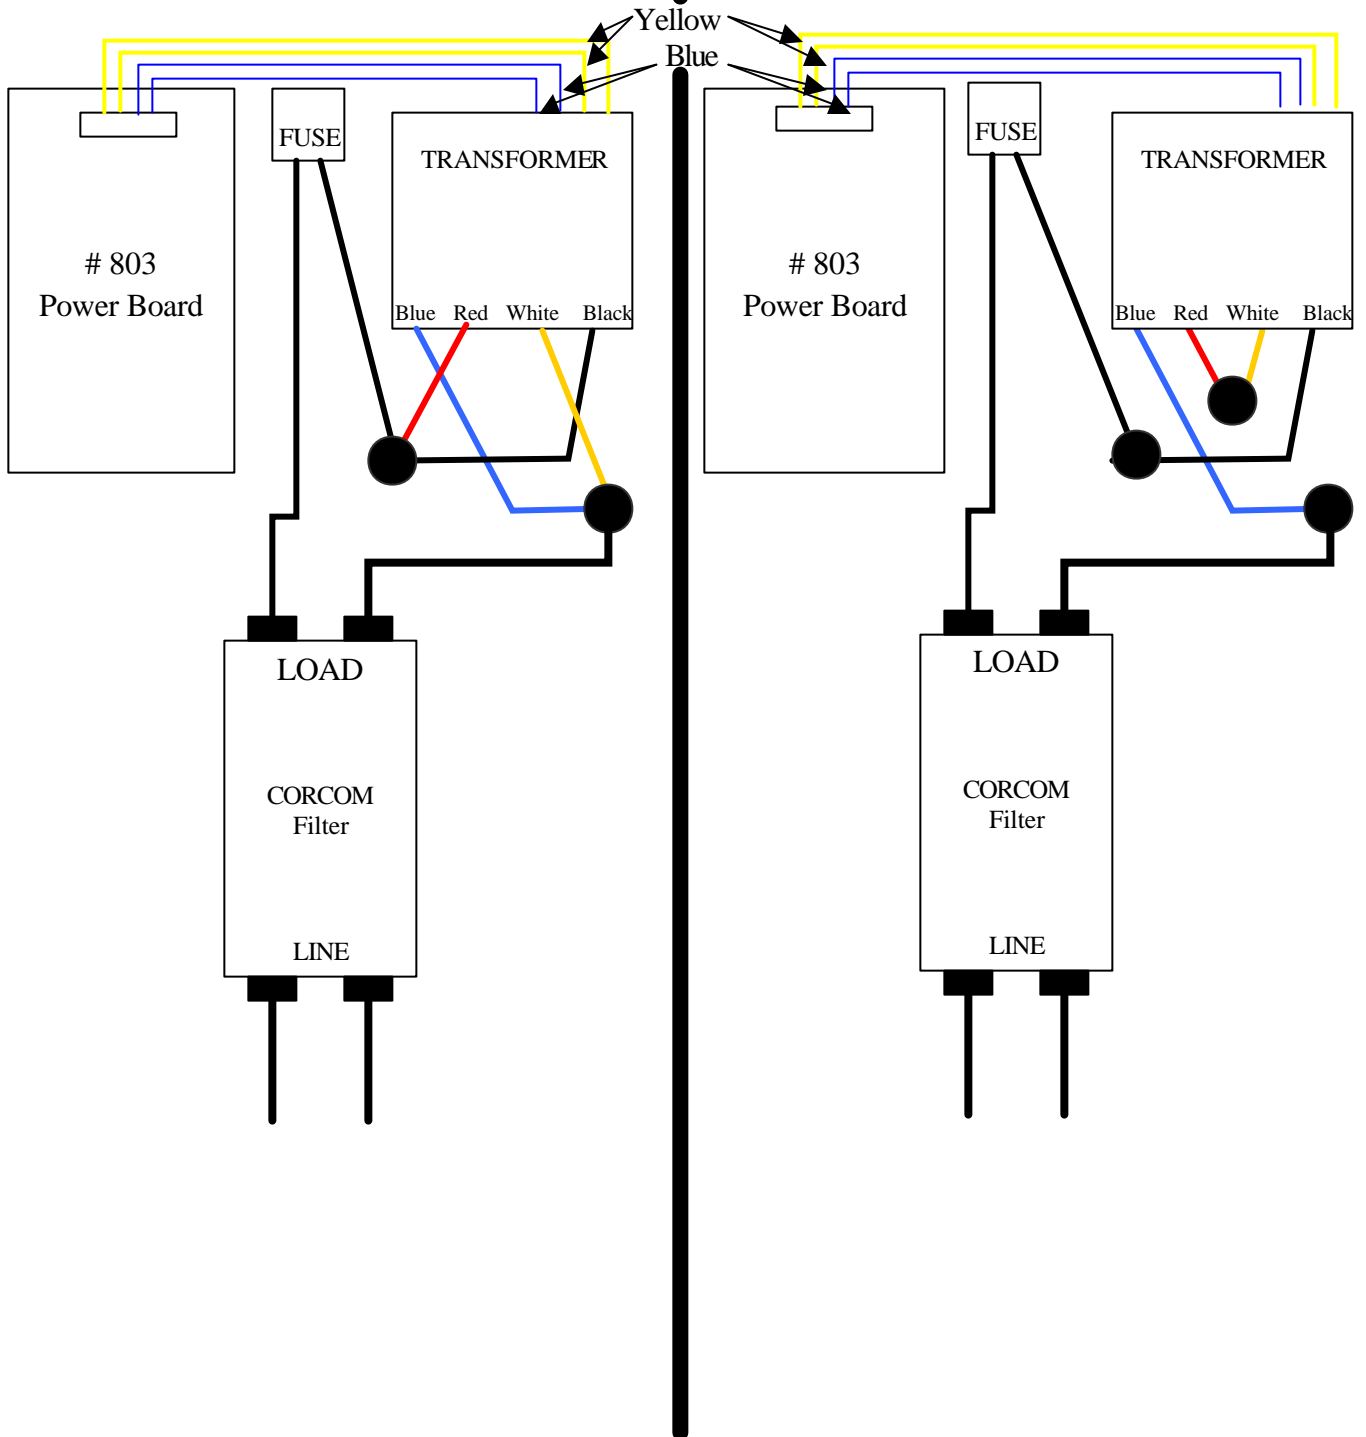 Yellow
Blue
FUSE
TRANSFORMER
# 803
Power Board
Blue Red White Black
LOAD
CORCOM
Filter
LINE
FUSE
TRANSFORMER
# 803
Power Board
Blue Red White Black
LOAD
CORCOM
Filter
LINE